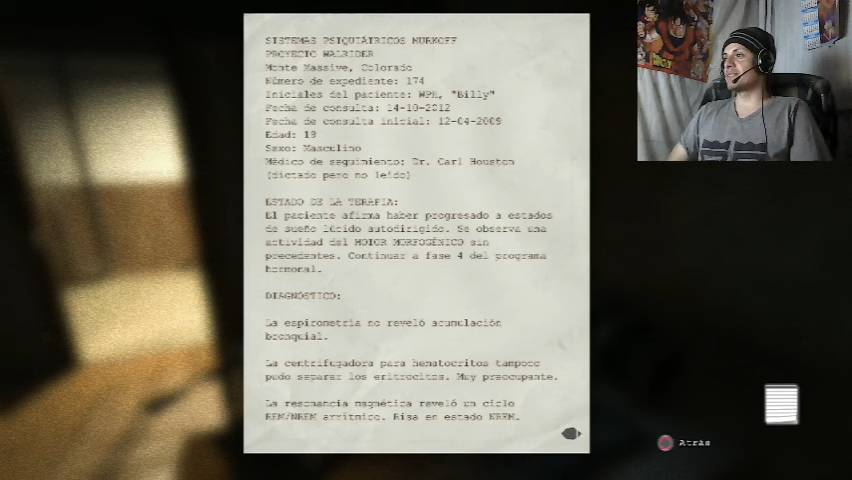 SISTEMAS PSIQUIÁTRICOS MURKOFF
PROYECTO WALRIDER
Monte Massive, Colorado
Número de expediente: 174
Iniciales del paciente: WPH, "Billy"
Fecha de consulta: 14-10-2012
Fecha de consulta inicial: 12-04-2009
Edad: 19
Sexo: Masculino
Médico de seguimiento: Dr. Carl Houston
(dictado pero no leído)
ESTADO DE LA TERAPIA:
El paciente afirma haber progresado a estados
de sueño lúcido autodirigido. Se observa una
actividad del MOTOR MORFOGÉNICO sin
precedentes. Continuar a fase 4 del programa
hormonal.
DIAGNÓSTICO:
La espirometría no reveló acumulación
bronquial.
La centrifugadora para hematocritos tampoco
pudo separar los eritrocitos. Muy preocupante.
La resonancia magnética reveló un ciclo
REM/NREM arrítmico. Risa en estado NREM.
Atrás